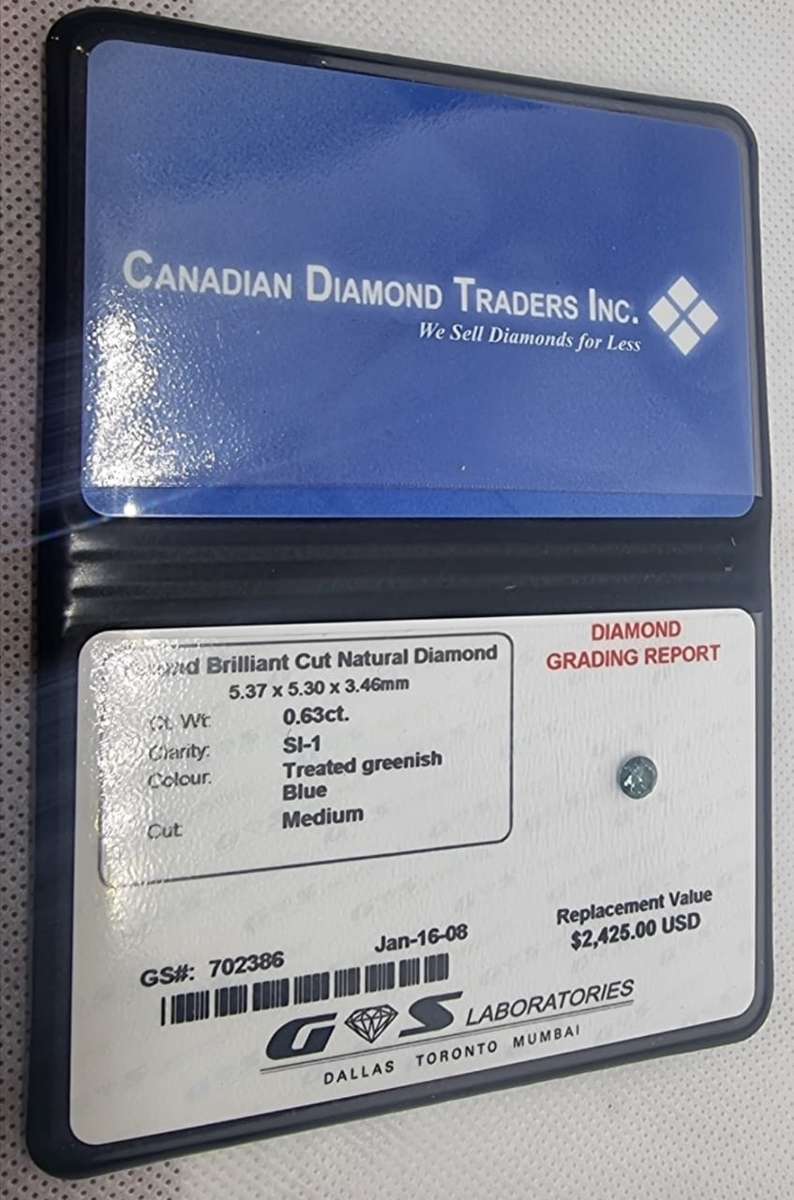 CANADIAN DIAMOND TRADERS INC.
We Sell Diamonds for Less
DIAMOND
GRADING REPORT
Brilliant Cut Natural Diamond
5.37 x 5.30 x 3.46mm
Ct. Wt: 0.63ct.
Clarity: SI-1
Colour: Treated greenish
Blue
Cut: Medium
Replacement Value
$2,425.00 USD
GS#: 702386 Jan-16-08
G S LABORATORIES
DALLAS TORONTO MUMBAI